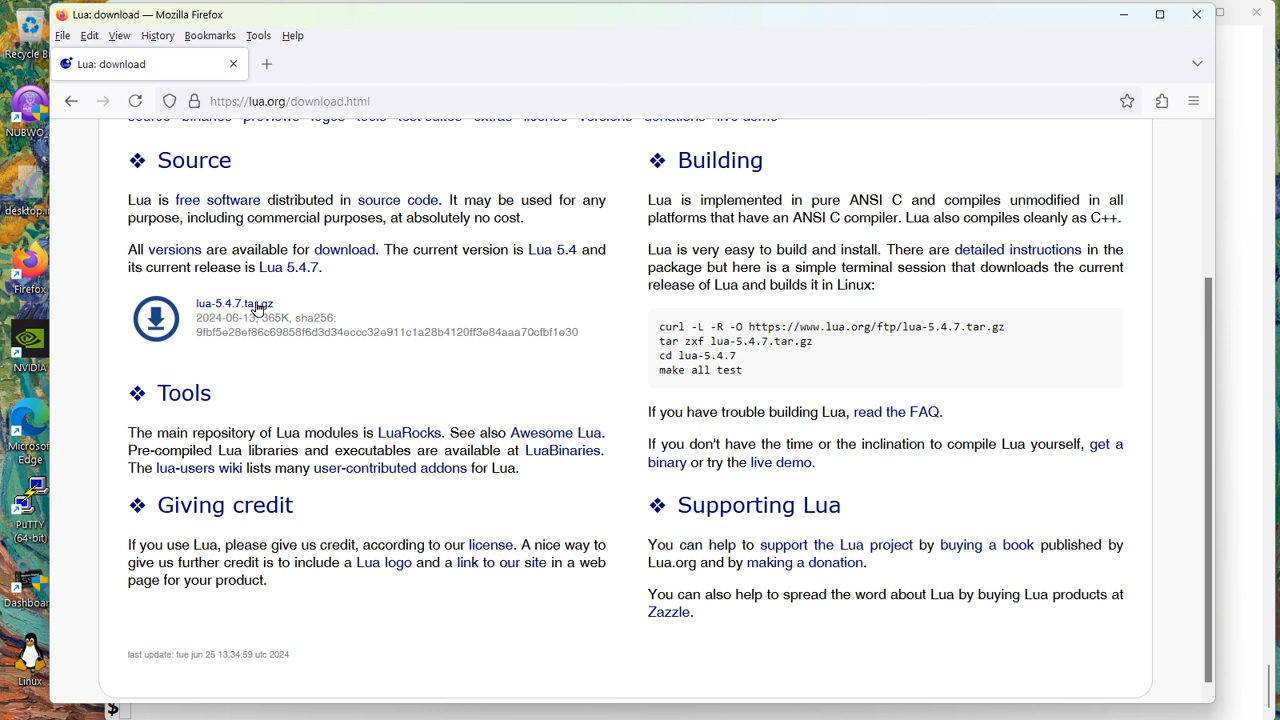 Lua: download — Mozilla Firefox
File Edit View History Bookmarks Tools Help
Lua: download
https://lua.org/download.html
❖ Source
Lua is free software distributed in source code. It may be used for any
purpose, including commercial purposes, at absolutely no cost.
All versions are available for download. The current version is Lua 5.4 and
its current release is Lua 5.4.7.
lua-5.4.7.tar.gz
2024-06-13, 365K, sha256:
9fbf5e28ef86c69858f6d3d34eccc32e911c1a28b4120ff3e84aaa70cfbf1e30
❖ Tools
The main repository of Lua modules is LuaRocks. See also Awesome Lua.
Pre-compiled Lua libraries and executables are available at LuaBinaries.
The lua-users wiki lists many user-contributed addons for Lua.
❖ Giving credit
If you use Lua, please give us credit, according to our license. A nice way to
give us further credit is to include a Lua logo and a link to our site in a web
page for your product.
last update: tue jun 25 13:34:59 utc 2024
❖ Building
Lua is implemented in pure ANSI C and compiles unmodified in all
platforms that have an ANSI C compiler. Lua also compiles cleanly as C++.
Lua is very easy to build and install. There are detailed instructions in the
package but here is a simple terminal session that downloads the current
release of Lua and builds it in Linux:
curl -L -R -O https://www.lua.org/ftp/lua-5.4.7.tar.gz
tar zxf lua-5.4.7.tar.gz
cd lua-5.4.7
make all test
If you have trouble building Lua, read the FAQ.
If you don't have the time or the inclination to compile Lua yourself, get a
binary or try the live demo.
❖ Supporting Lua
You can help to support the Lua project by buying a book published by
Lua.org and by making a donation.
You can also help to spread the word about Lua by buying Lua products at
Zazzle.
Recycle B
NUBWO
desktop.i
Firefox
NVIDIA
Microsof
Edge
PuTTY
(64-bit)
Dashboar
Linux
$